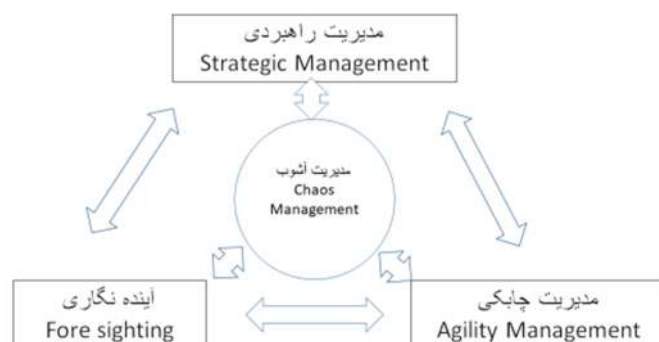 مدیریت راهبردی
Strategic Management
مدیریت آشوب
Chaos
Management
آینده نگاری
Fore sighting
مدیریت چابکی
Agility Management